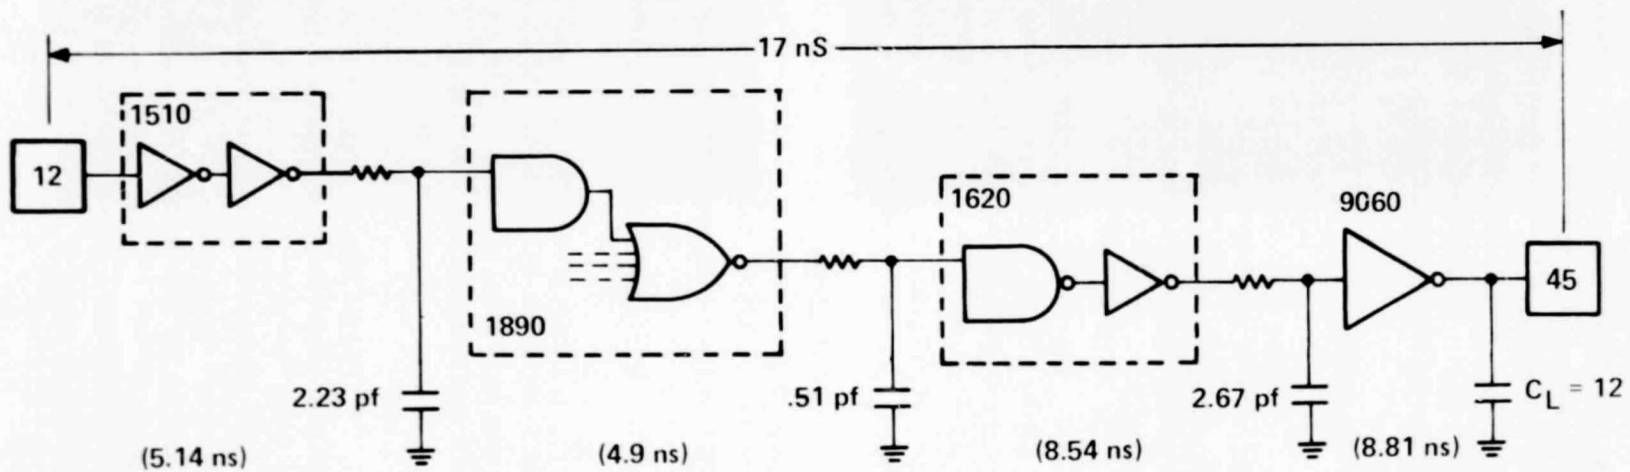 17 nS
1510
12
1890
1620
9060
45
2.23 pf
.51 pf
2.67 pf
C_L = 12
(5.14 ns)
(4.9 ns)
(8.54 ns)
(8.81 ns)